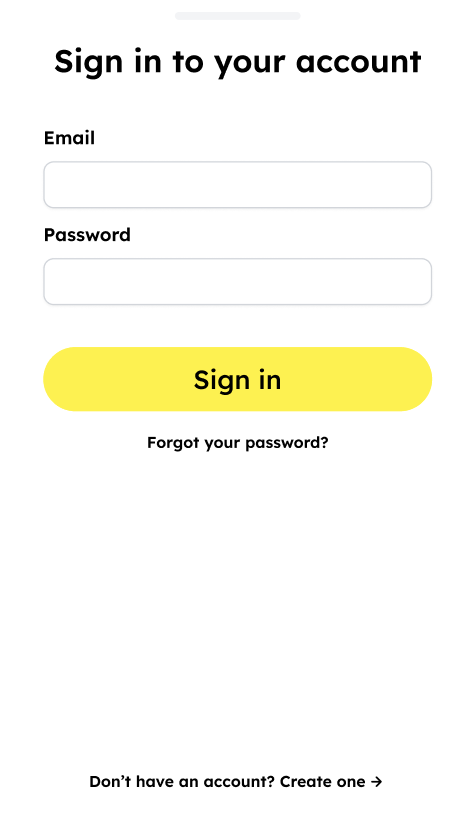 Sign in to your account
Email
Password
Sign in
Forgot your password?
Don’t have an account? Create one →